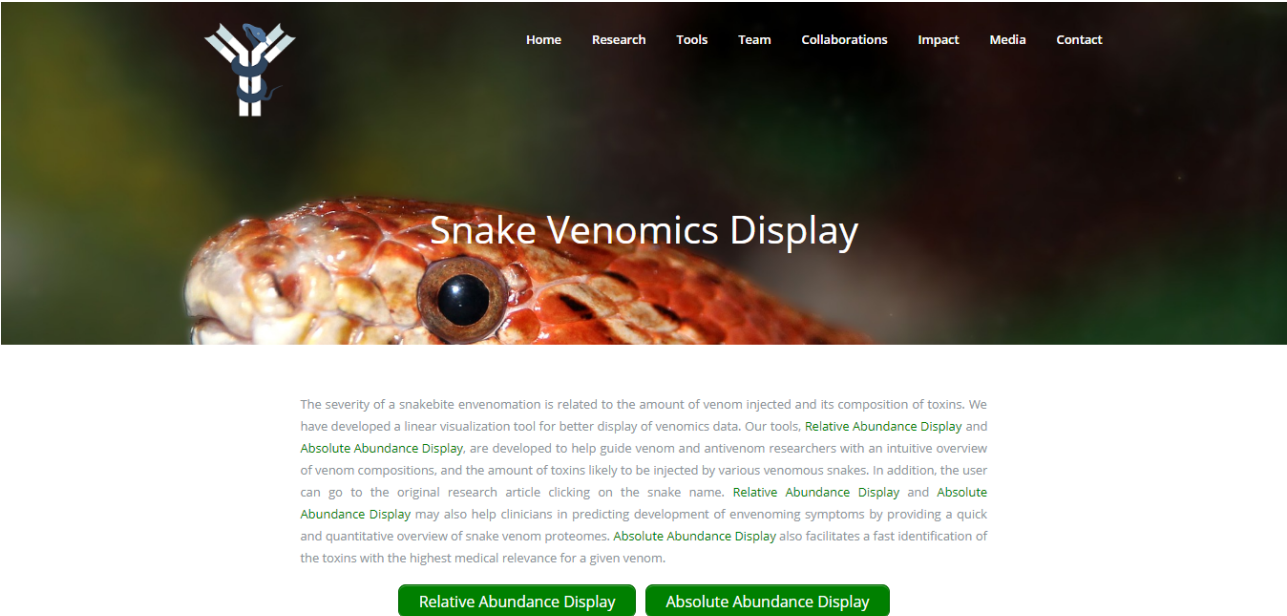 Home Research Tools Team Collaborations Impact Media Contact
Snake Venomics Display
The severity of a snakebite envenomation is related to the amount of venom injected and its composition of toxins. We
have developed a linear visualization tool for better display of venomics data. Our tools, Relative Abundance Display and
Absolute Abundance Display, are developed to help guide venom and antivenom researchers with an intuitive overview
of venom compositions, and the amount of toxins likely to be injected by various venomous snakes. In addition, the user
can go to the original research article clicking on the snake name. Relative Abundance Display and Absolute
Abundance Display may also help clinicians in predicting development of envenoming symptoms by providing a quick
and quantitative overview of snake venom proteomes. Absolute Abundance Display also facilitates a fast identification of
the toxins with the highest medical relevance for a given venom.
Relative Abundance Display Absolute Abundance Display